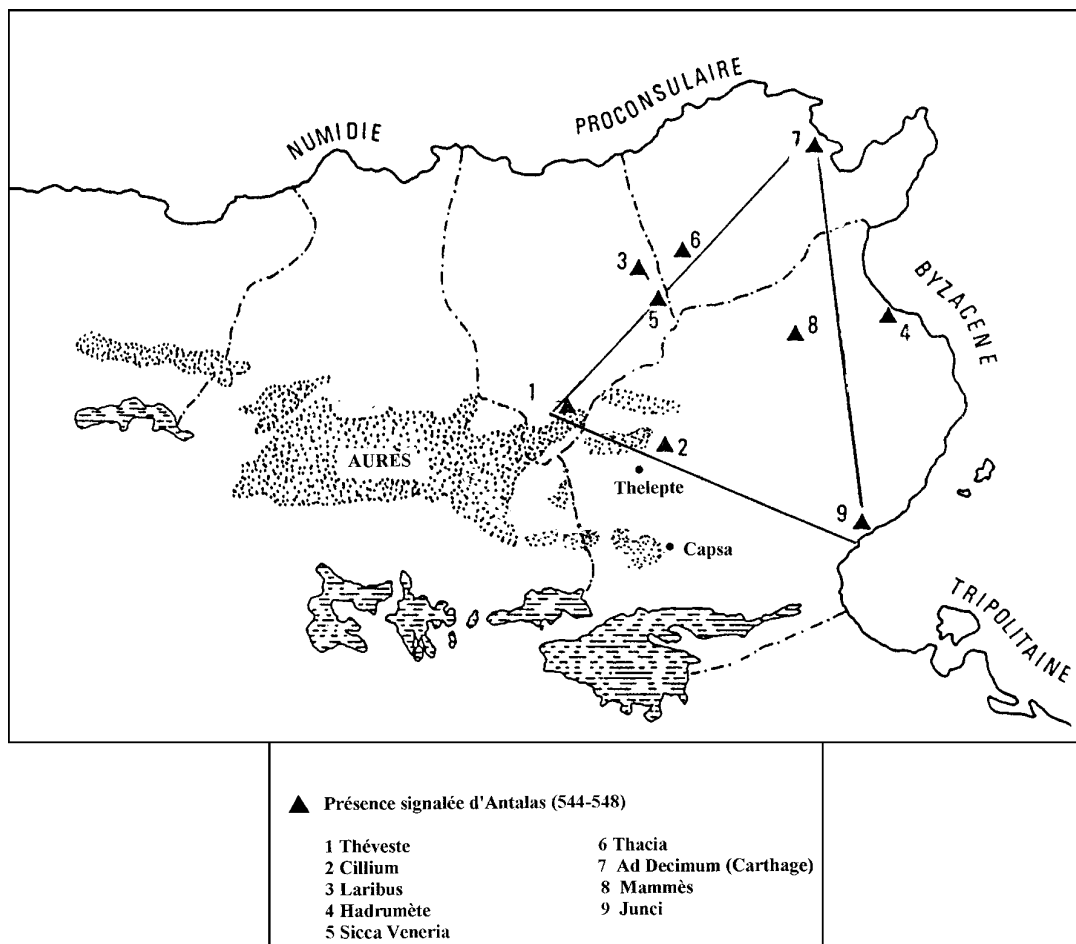 NUMIDIE
PROCONSULAIRE
7
6
3
5
BYZACENE
8
4
1
2
AURÈS
Thelepte
9
Capsa
TRIPOLITAINE
▲ Présence signalée d'Antalas (544-548)
1 Théveste
2 Cillium
3 Laribus
4 Hadrumète
5 Sicca Veneria
6 Thacia
7 Ad Decimum (Carthage)
8 Mammès
9 Junci